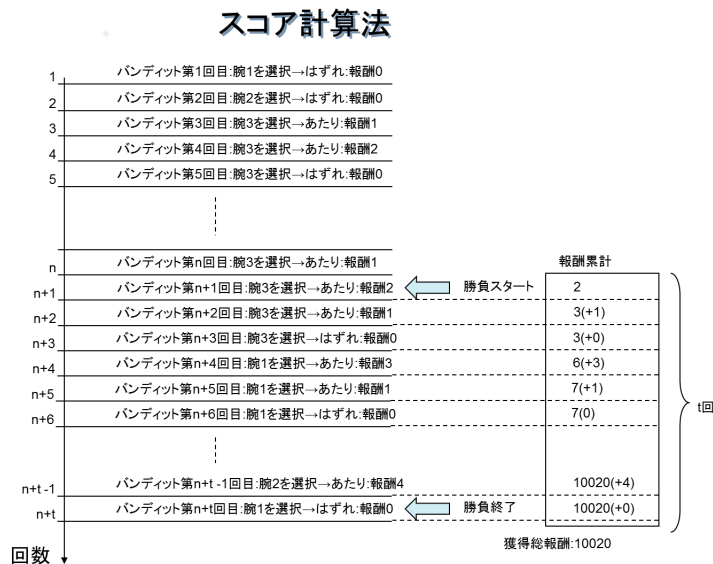 スコア計算法
1 バンディット第1回目:腕1を選択→はずれ:報酬0
2 バンディット第2回目:腕2を選択→はずれ:報酬0
3 バンディット第3回目:腕3を選択→あたり:報酬1
4 バンディット第4回目:腕3を選択→あたり:報酬2
5 バンディット第5回目:腕3を選択→はずれ:報酬0
報酬累計
n バンディット第n回目:腕3を選択→あたり:報酬1
n+1 バンディット第n+1回目:腕3を選択→あたり:報酬2 勝負スタート 2
n+2 バンディット第n+2回目:腕3を選択→あたり:報酬1 3(+1)
n+3 バンディット第n+3回目:腕3を選択→はずれ:報酬0 3(+0)
n+4 バンディット第n+4回目:腕1を選択→あたり:報酬3 6(+3)
n+5 バンディット第n+5回目:腕1を選択→あたり:報酬1 7(+1)
n+6 バンディット第n+6回目:腕1を選択→はずれ:報酬0 7(0)
t回
n+t -1 バンディット第n+t -1回目:腕2を選択→あたり:報酬4 10020(+4)
n+t バンディット第n+t回目:腕1を選択→はずれ:報酬0 勝負終了 10020(+0)
獲得総報酬:10020
回数